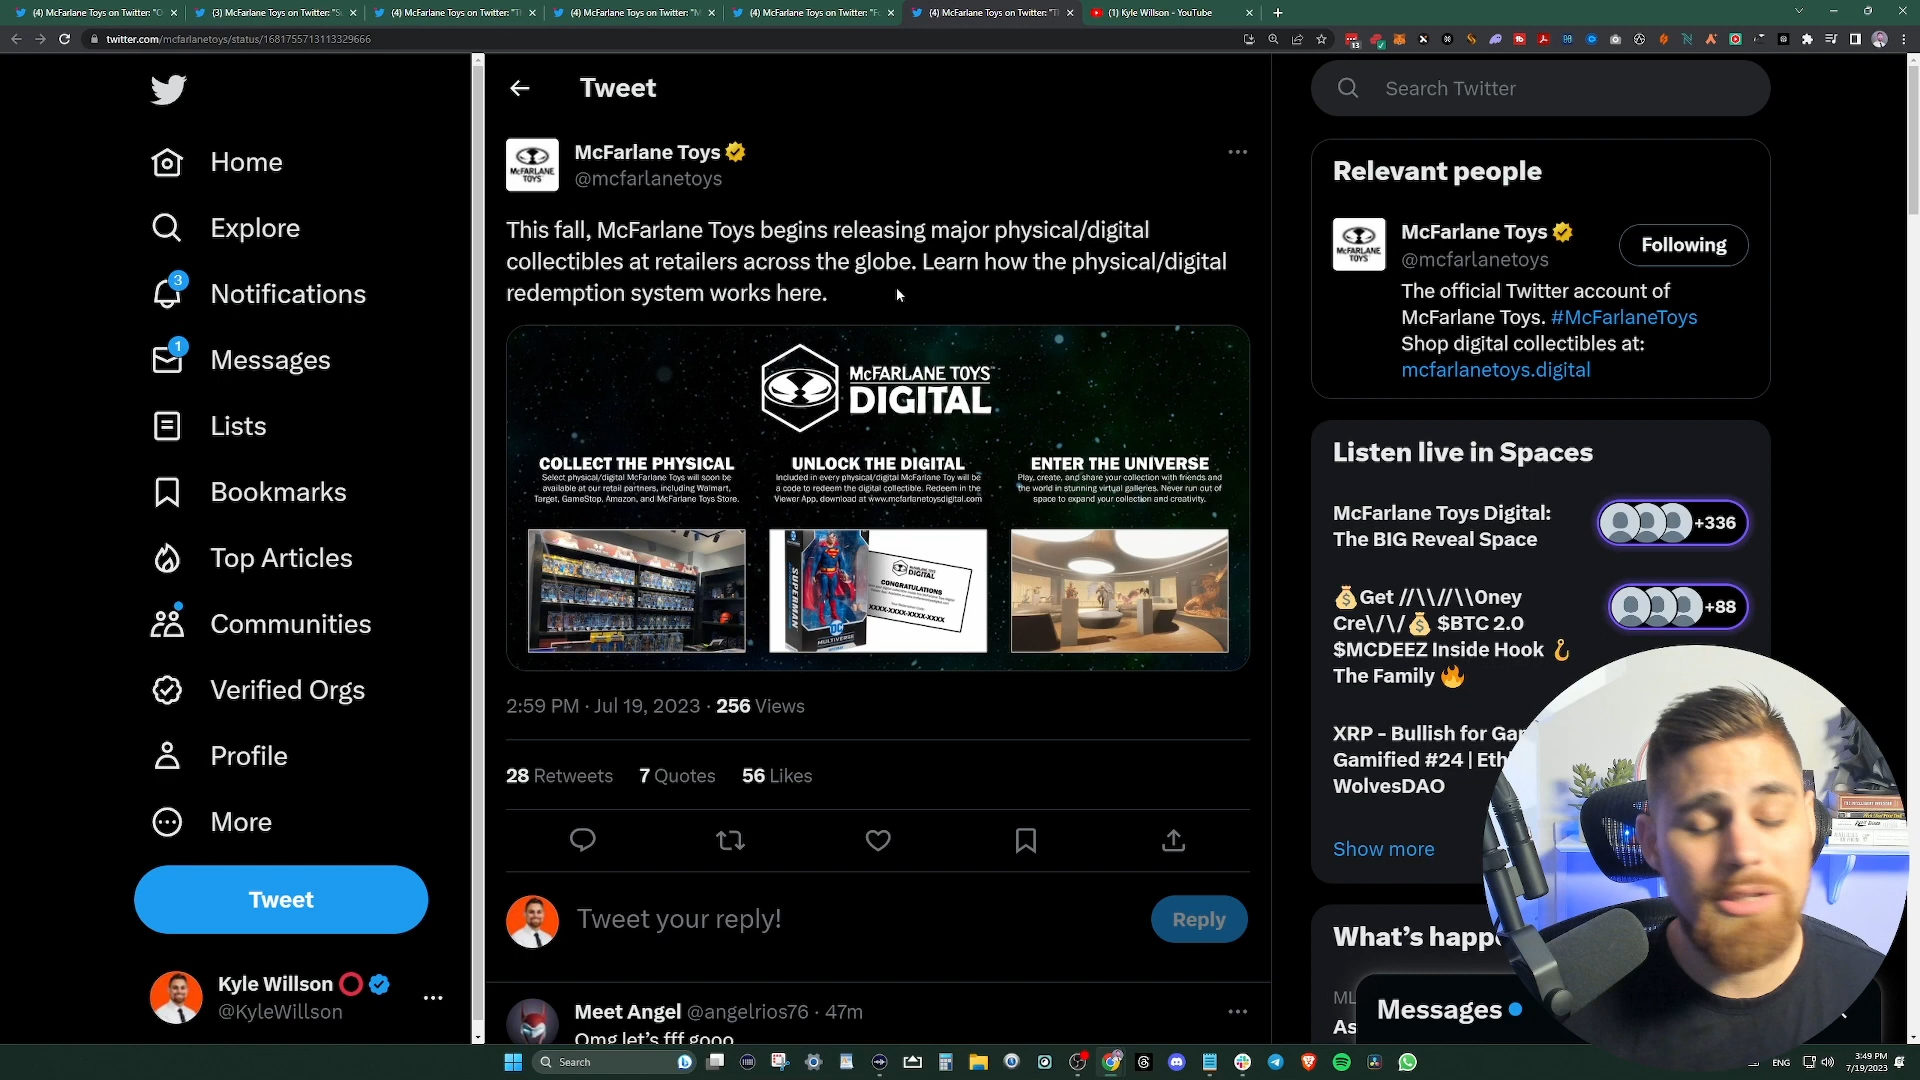 (4) McFarlane Toys on Twitter: "O
(3) McFarlane Toys on Twitter: "S
(4) McFarlane Toys on Twitter: "Tl
(4) McFarlane Toys on Twitter: "M
(4) McFarlane Toys on Twitter: "F
(4) McFarlane Toys on Twitter: "Tl
(1) Kyle Willson - YouTube
twitter.com/mcfarlanetoys/status/1681755713113329666
Home
Explore
3
Notifications
1
Messages
Lists
Bookmarks
Top Articles
Communities
Verified Orgs
Profile
More
Tweet
Kyle Willson
@KyleWillson
Tweet
McFarlane Toys
@mcfarlanetoys
This fall, McFarlane Toys begins releasing major physical/digital
collectibles at retailers across the globe. Learn how the physical/digital
redemption system works here.
McFARLANE TOYS
DIGITAL
COLLECT THE PHYSICAL
Select physical/digital McFarlane Toys will soon be
available at our retail partners, including Walmart,
Target, GameStop, Amazon, and McFarlane Toys Store.
UNLOCK THE DIGITAL
Included in every physical/digital McFarlane Toy will be
a code to redeem the digital collectible. Redeem in the
Viewer App, download at www.mcfarlanetoysdigital.com
ENTER THE UNIVERSE
Play, create, and share your collection with friends and
the world in stunning virtual galleries. Never run out of
space to expand your collection and creativity.
SUPERMAN
DC
MULTIVERSE
DIGITAL
CONGRATULATIONS
XXXX-XXXX-XXXX-XXXX
2:59 PM · Jul 19, 2023 · 256 Views
28 Retweets 7 Quotes 56 Likes
Tweet your reply!
Reply
Meet Angel @angelrios76 · 47m
Omg let's fff gooo
Search Twitter
Relevant people
McFarlane Toys
@mcfarlanetoys
Following
The official Twitter account of
McFarlane Toys. #McFarlaneToys
Shop digital collectibles at:
mcfarlanetoys.digital
Listen live in Spaces
McFarlane Toys Digital:
The BIG Reveal Space
+336
💰Get //\\//\\0ney
Cre\/\/💰 $BTC 2.0
$MCDEEZ Inside Hook 🪝
The Family 🔥
+88
XRP - Bullish for Gam
Gamified #24 | Eth
WolvesDAO
Show more
What's happe
ML
As
Messages
Search
ENG
3:49 PM
7/19/2023